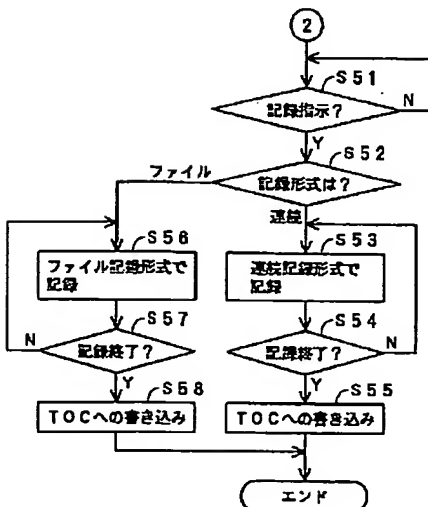 2
S51
記録指示?
N
Y
S52
ファイル
記録形式は?
連続
S56
S53
ファイル記録形式で
記録
連続記録形式で
記録
S57
S54
N
記録終了?
記録終了?
N
Y
Y
S58
S55
TOCへの書き込み
TOCへの書き込み
エンド